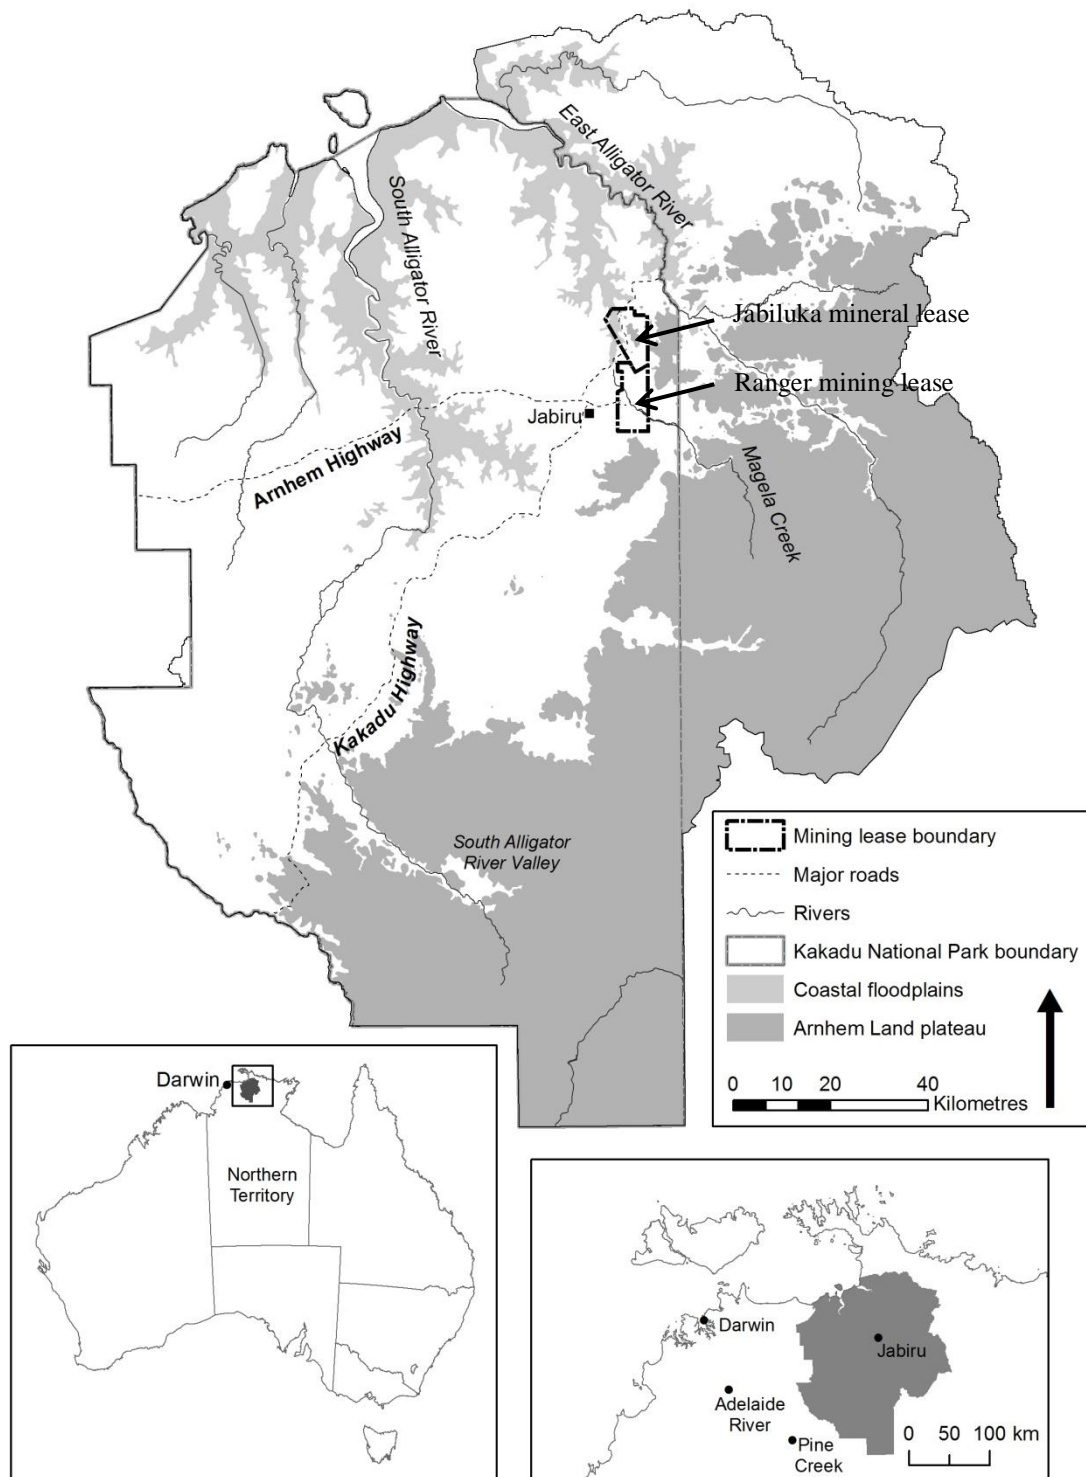 East Alligator River
South Alligator River
Jabiluka mineral lease
Ranger mining lease
Jabiru
Arnhem Highway
Magela Creek
Kakadu Highway
South Alligator
River Valley
Mining lease boundary
Major roads
Rivers
Kakadu National Park boundary
Coastal floodplains
Arnhem Land plateau
0 10 20 40
Kilometres
Darwin
Northern
Territory
Darwin
Jabiru
Adelaide
River
Pine
Creek
0 50 100 km